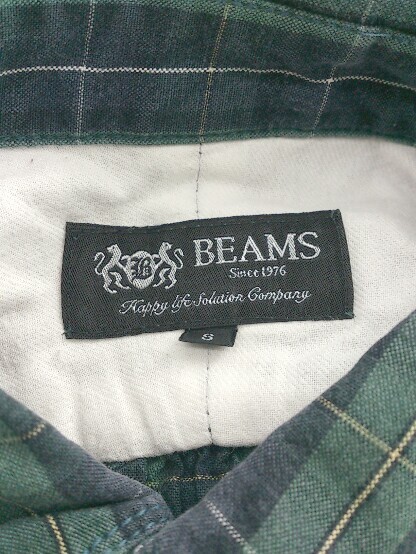 B
BEAMS
Since 1976
Happy life Solution Company
S